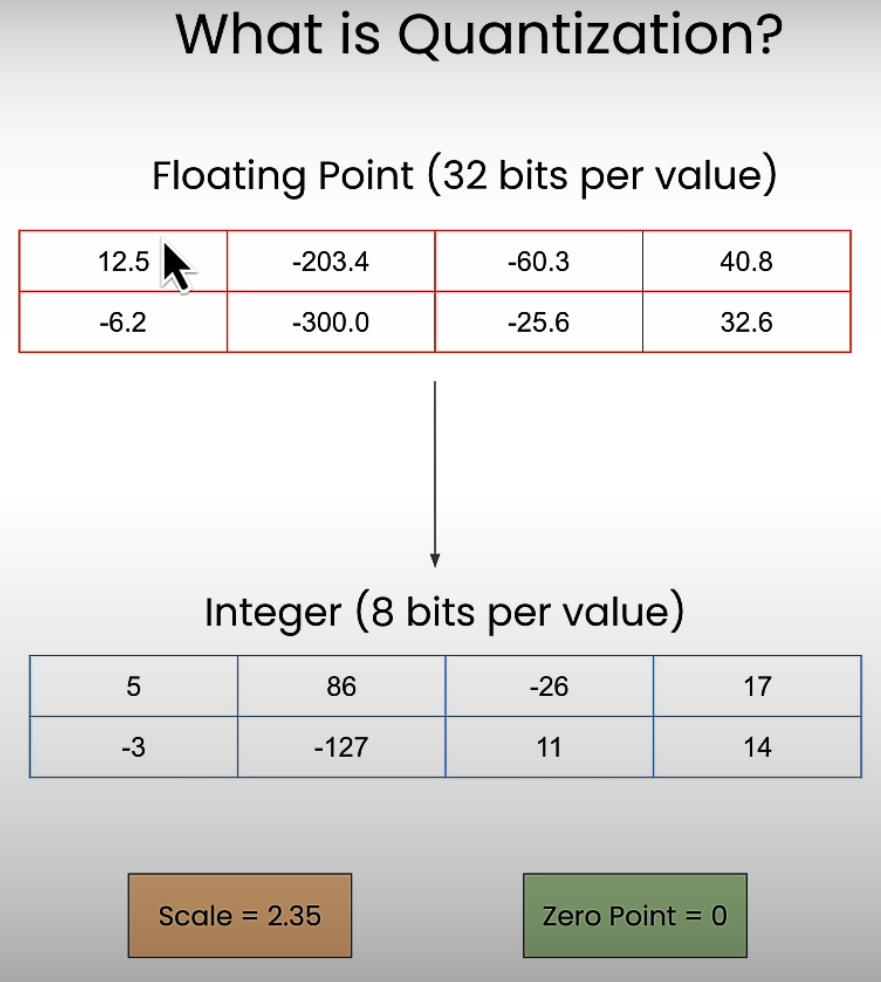 What is Quantization?
Floating Point (32 bits per value)
12.5 -203.4 -60.3 40.8
-6.2 -300.0 -25.6 32.6
Integer (8 bits per value)
5 86 -26 17
-3 -127 11 14
Scale = 2.35 Zero Point = 0